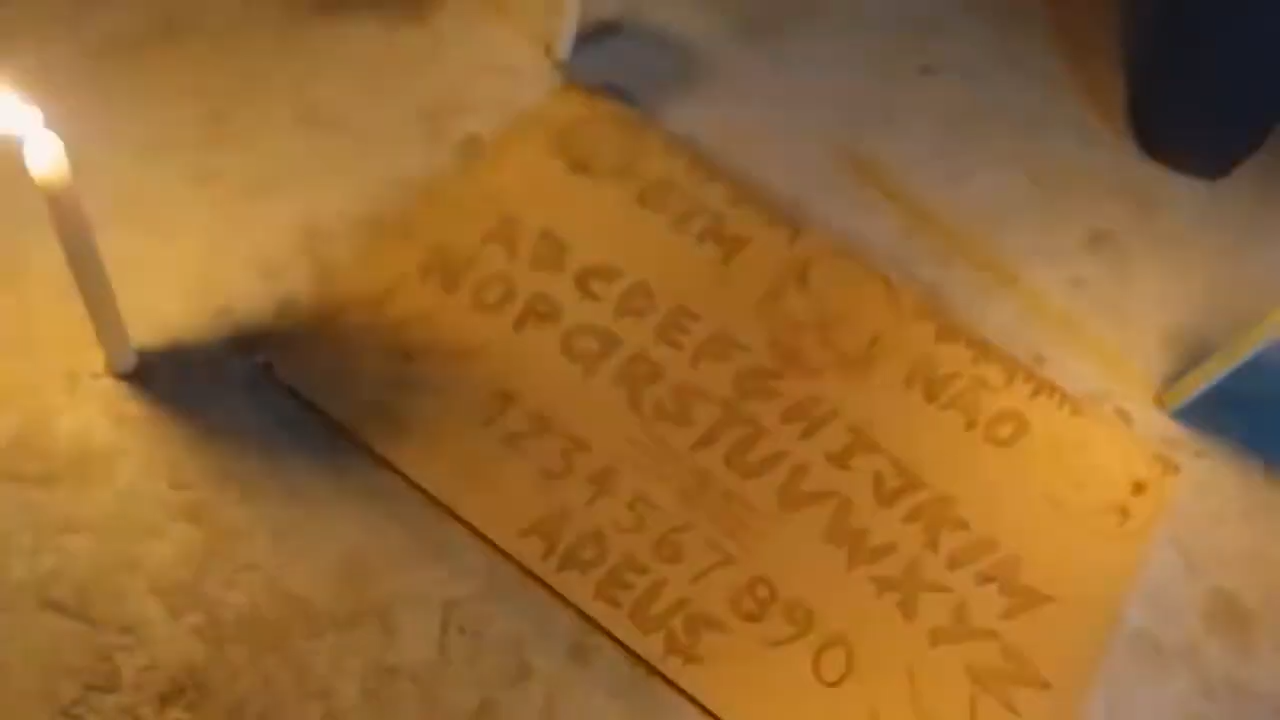 SIM NÃO
ABCDEFGHIJKLM
NOPQRSTUVWXYZ
1234567890
ADEUS